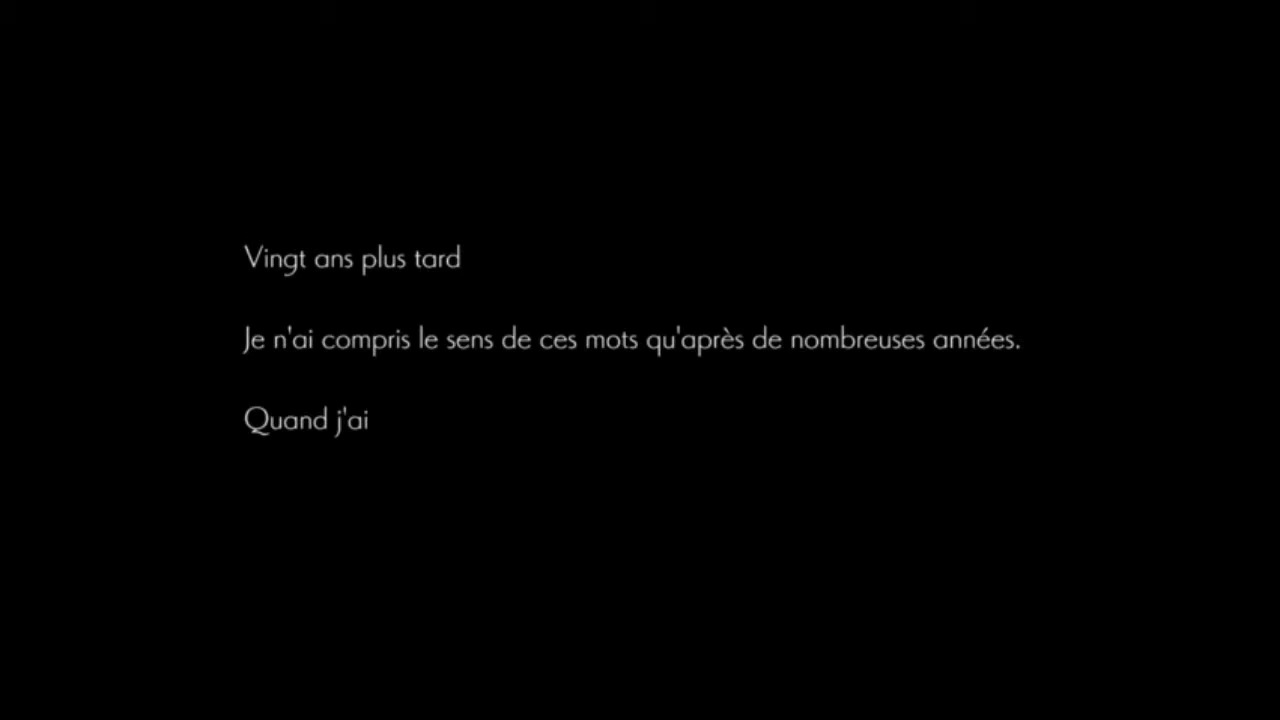 Vingt ans plus tard
Je n'ai compris le sens de ces mots qu'après de nombreuses années.
Quand j'ai